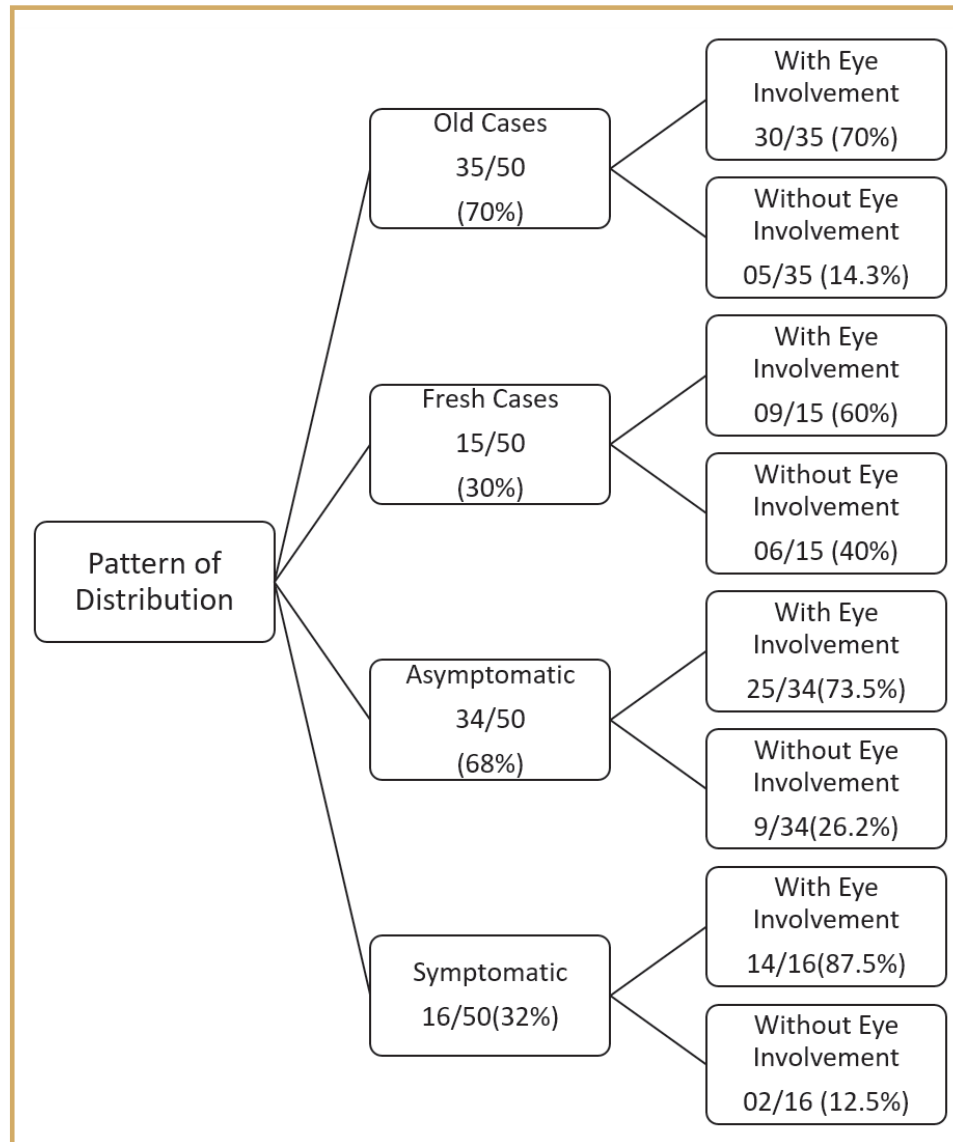 Pattern of
Distribution
Old Cases
35/50
(70%)
With Eye
Involvement
30/35 (70%)
Without Eye
Involvement
05/35 (14.3%)
Fresh Cases
15/50
(30%)
With Eye
Involvement
09/15 (60%)
Without Eye
Involvement
06/15 (40%)
Asymptomatic
34/50
(68%)
With Eye
Involvement
25/34(73.5%)
Without Eye
Involvement
9/34(26.2%)
Symptomatic
16/50(32%)
With Eye
Involvement
14/16(87.5%)
Without Eye
Involvement
02/16 (12.5%)